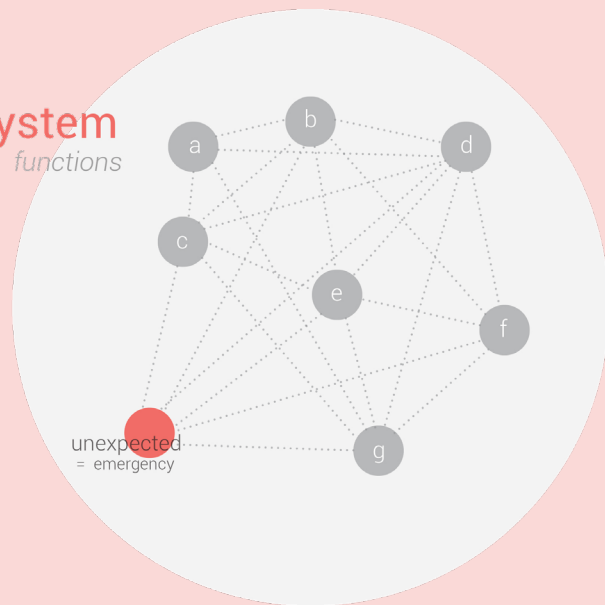 ystem
functions
b
a
d
c
e
f
unexpected
= emergency
g